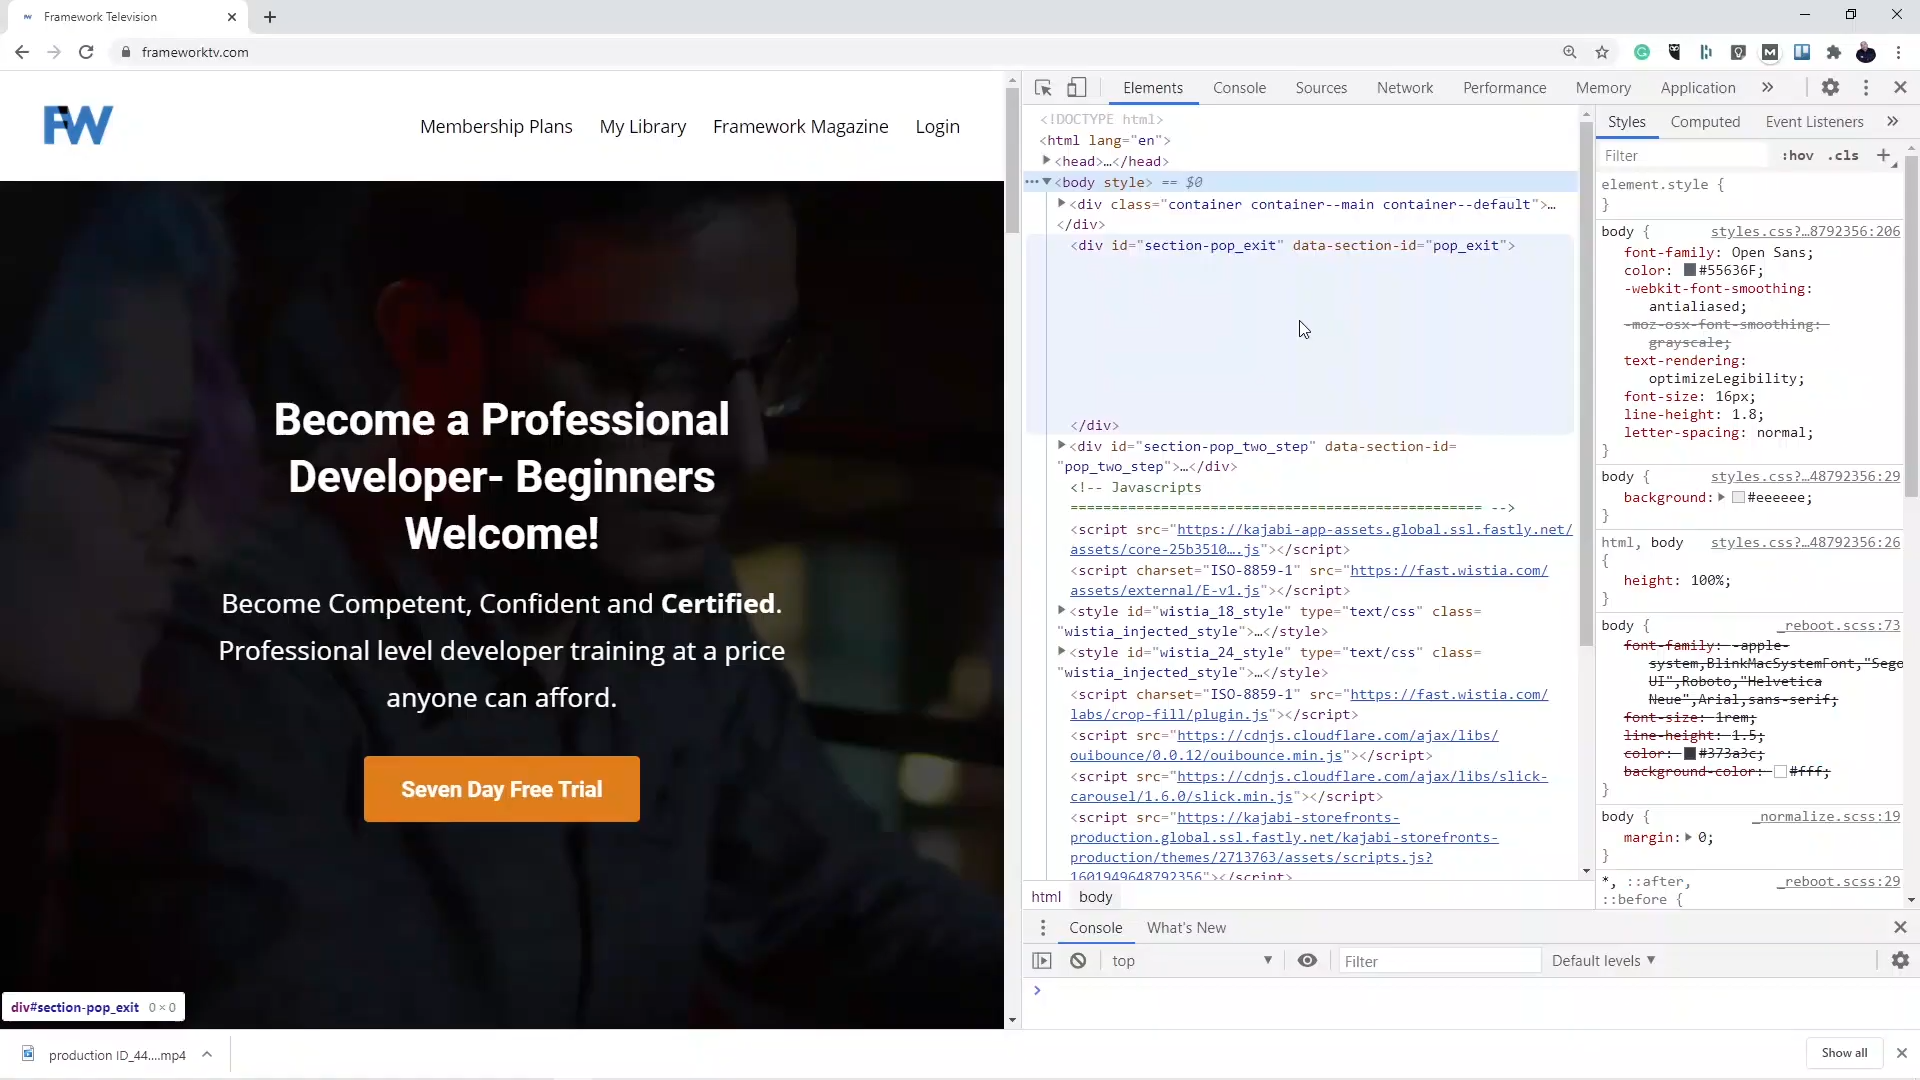 Framework Television
frameworktv.com
FW
Membership Plans
My Library
Framework Magazine
Login
Become a Professional
Developer- Beginners
Welcome!
Become Competent, Confident and Certified.
Professional level developer training at a price
anyone can afford.
Seven Day Free Trial
div#section-pop_exit 0 × 0
Elements Console Sources Network Performance Memory Application
<!DOCTYPE html>
<html lang="en">
<head>…</head>
<body style> == $0
<div class="container container--main container--default">…
</div>
<div id="section-pop_exit" data-section-id="pop_exit">
</div>
<div id="section-pop_two_step" data-section-id=
"pop_two_step">…</div>
<!-- Javascripts
================================================== -->
<script src="https://kajabi-app-assets.global.ssl.fastly.net/
assets/core-25b3510….js"></script>
<script charset="ISO-8859-1" src="https://fast.wistia.com/
assets/external/E-v1.js"></script>
<style id="wistia_18_style" type="text/css" class=
"wistia_injected_style">…</style>
<style id="wistia_24_style" type="text/css" class=
"wistia_injected_style">…</style>
<script charset="ISO-8859-1" src="https://fast.wistia.com/
labs/crop-fill/plugin.js"></script>
<script src="https://cdnjs.cloudflare.com/ajax/libs/
ouibounce/0.0.12/ouibounce.min.js"></script>
<script src="https://cdnjs.cloudflare.com/ajax/libs/slick-
carousel/1.6.0/slick.min.js"></script>
<script src="https://kajabi-storefronts-
production.global.ssl.fastly.net/kajabi-storefronts-
production/themes/2713763/assets/scripts.js?
1601949648792356"></script>
html body
Styles Computed Event Listeners
Filter :hov .cls
element.style {
}
body { styles.css?…8792356:206
font-family: Open Sans;
color: #55636F;
-webkit-font-smoothing:
antialiased;
-moz-osx-font-smoothing:
grayscale;
text-rendering:
optimizeLegibility;
font-size: 16px;
line-height: 1.8;
letter-spacing: normal;
}
body { styles.css?…48792356:29
background: #eeeeee;
}
html, body styles.css?…48792356:26
{
height: 100%;
}
body { _reboot.scss:73
font-family: -apple-
system,BlinkMacSystemFont,"Sego
UI",Roboto,"Helvetica
Neue",Arial,sans-serif;
font-size: 1rem;
line-height: 1.5;
color: #373a3c;
background-color: #fff;
}
body { _normalize.scss:19
margin: 0;
}
*, ::after, _reboot.scss:29
::before {
Console What's New
top Filter Default levels
production ID_44....mp4
Show all